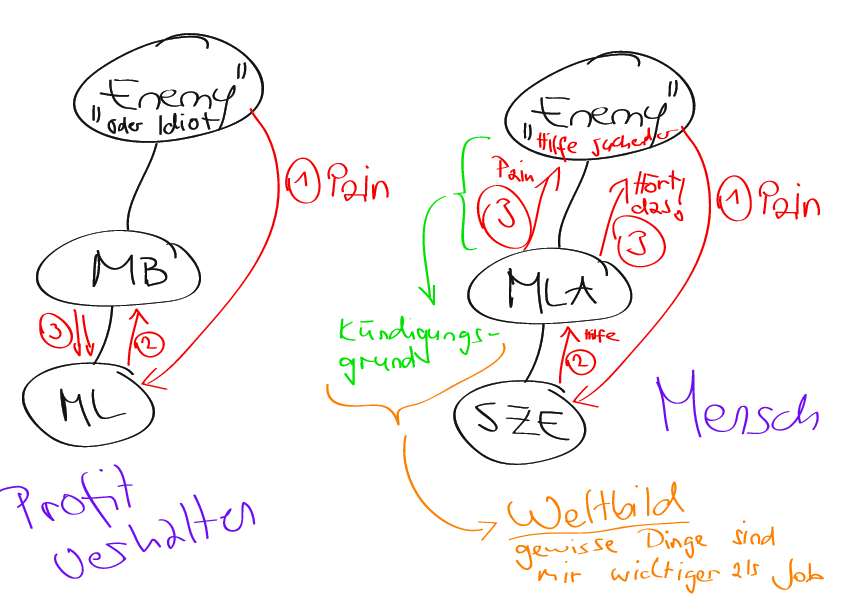 "Enemy"
oder Idiot
① Pain
MB
③
②
ML
Profit
verhalten
"Enemy"
Hilfe suchender
Pain
③
Hört
das!
③
① Pain
MLA
Kündigungs-
grund
Hilfe
②
SZE
Mensch
Weltbild
gewisse Dinge sind
mir wichtiger als Job